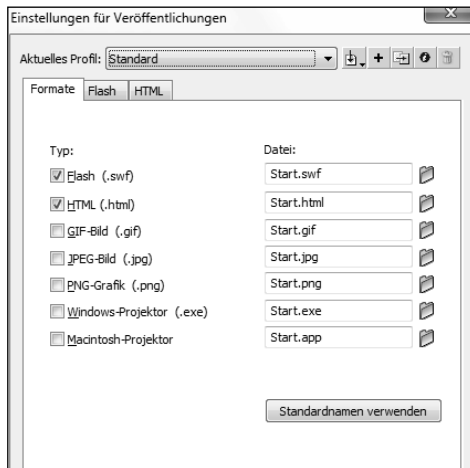 Einstellungen für Veröffentlichungen
Aktuelles Profil: Standard
Formate Flash HTML
Typ: Datei:
Flash (.swf) Start.swf
HTML (.html) Start.html
GIF-Bild (.gif) Start.gif
JPEG-Bild (.jpg) Start.jpg
PNG-Grafik (.png) Start.png
Windows-Projektor (.exe) Start.exe
Macintosh-Projektor Start.app
Standardnamen verwenden